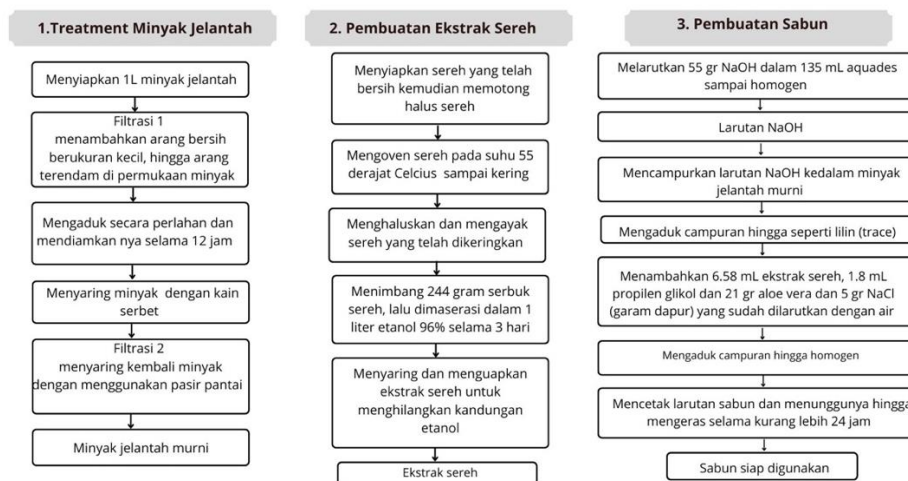 1.Treatment Minyak Jelantah
Menyiapkan 1L minyak jelantah
Filtrasi 1
menambahkan arang bersih
berukuran kecil, hingga arang
terendam di permukaan minyak
Mengaduk secara perlahan dan
mendiamkan nya selama 12 jam
Menyaring minyak dengan kain
serbet
Filtrasi 2
menyaring kembali minyak
dengan menggunakan pasir pantai
Minyak jelantah murni
2. Pembuatan Ekstrak Sereh
Menyiapkan sereh yang telah
bersih kemudian memotong
halus sereh
Mengoven sereh pada suhu 55
derajat Celcius sampai kering
Menghaluskan dan mengayak
sereh yang telah dikeringkan
Menimbang 244 gram serbuk
sereh, lalu dimaserasi dalam 1
liter etanol 96% selama 3 hari
Menyaring dan menguapkan
ekstrak sereh untuk
menghilangkan kandungan
etanol
Ekstrak sereh
3. Pembuatan Sabun
Melarutkan 55 gr NaOH dalam 135 mL aquades
sampai homogen
Larutan NaOH
Mencampurkan larutan NaOH kedalam minyak
jelantah murni
Mengaduk campuran hingga seperti lilin (trace)
Menambahkan 6.58 mL ekstrak sereh, 1.8 mL
propilen glikol dan 21 gr aloe vera dan 5 gr NaCl
(garam dapur) yang sudah dilarutkan dengan air
Mengaduk campuran hingga homogen
Mencetak larutan sabun dan menunggunya hingga
mengeras selama kurang lebih 24 jam
Sabun siap digunakan